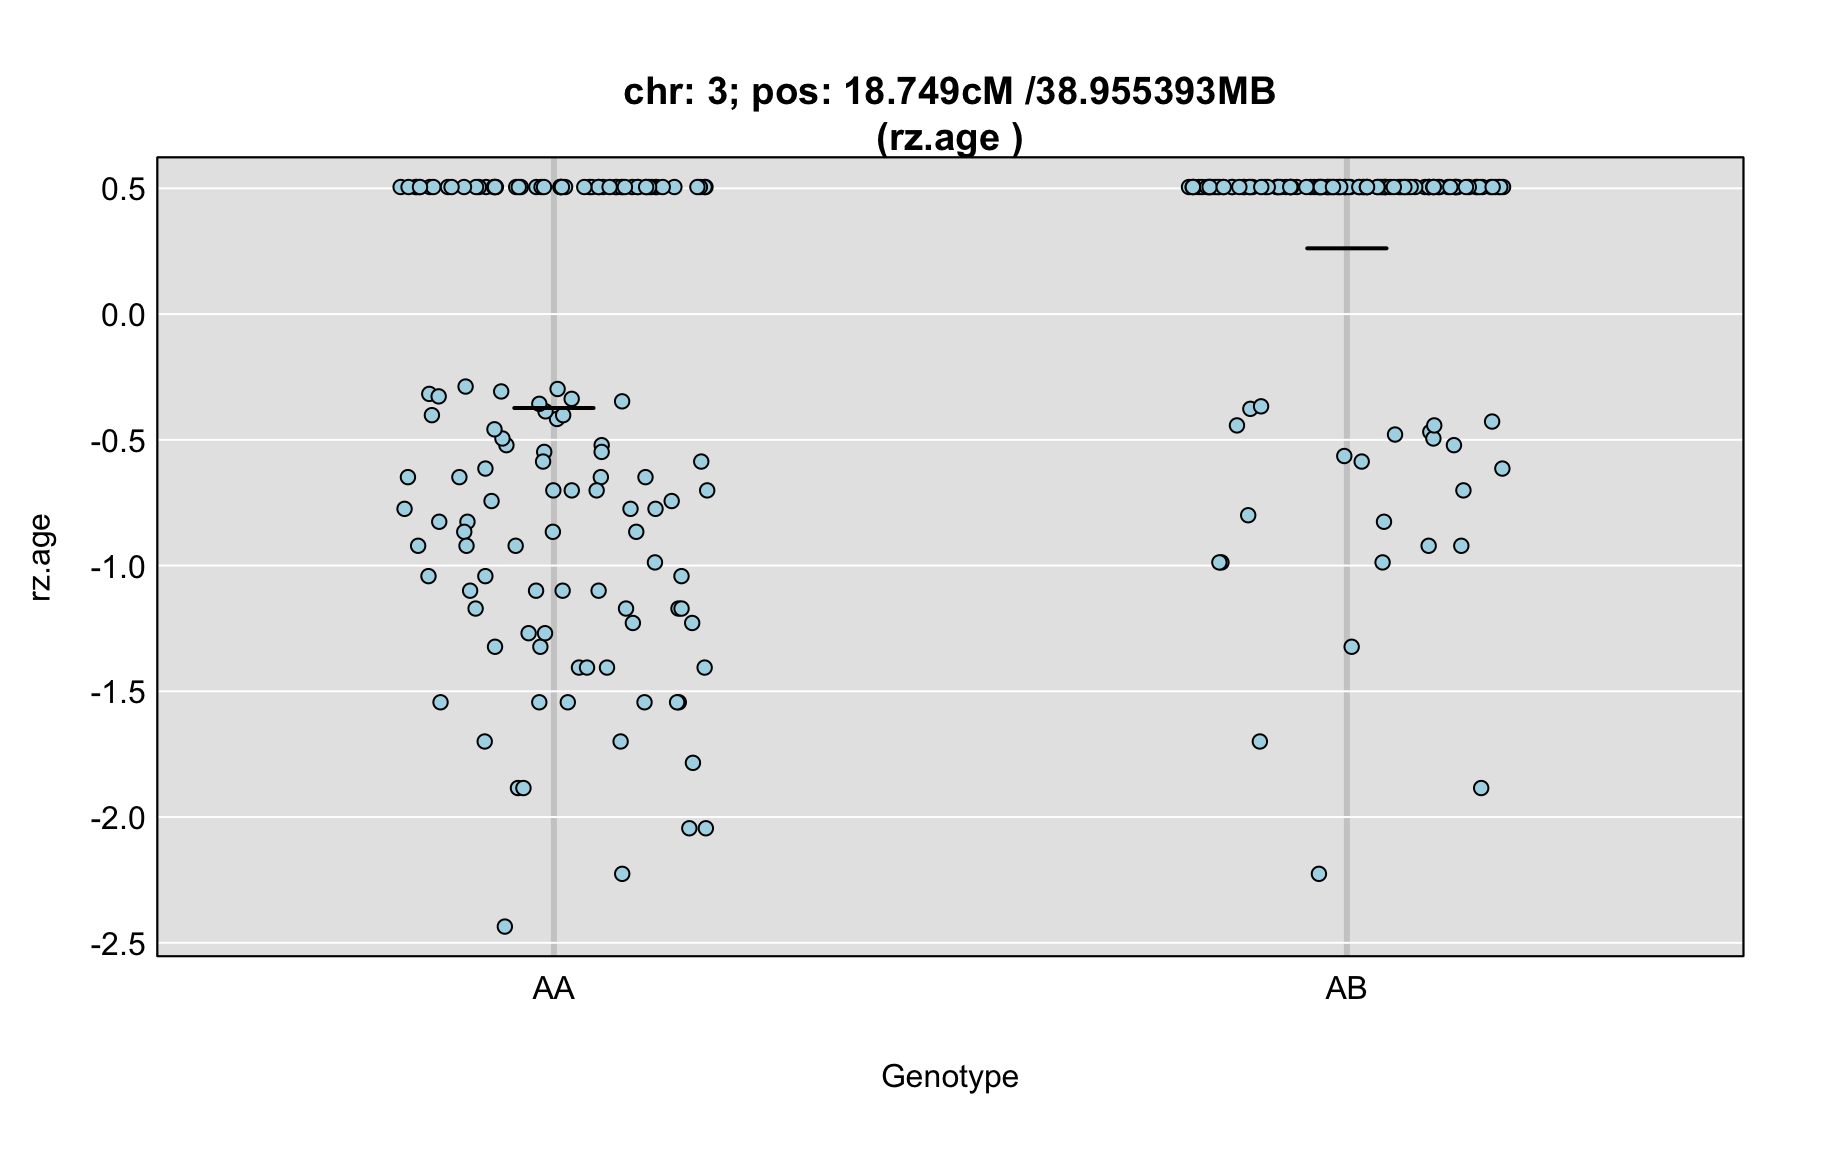 chr: 3; pos: 18.749cM /38.955393MB
(rz.age )
0.5
0.0
-0.5
-1.0
-1.5
-2.0
-2.5
rz.age
AA
AB
Genotype